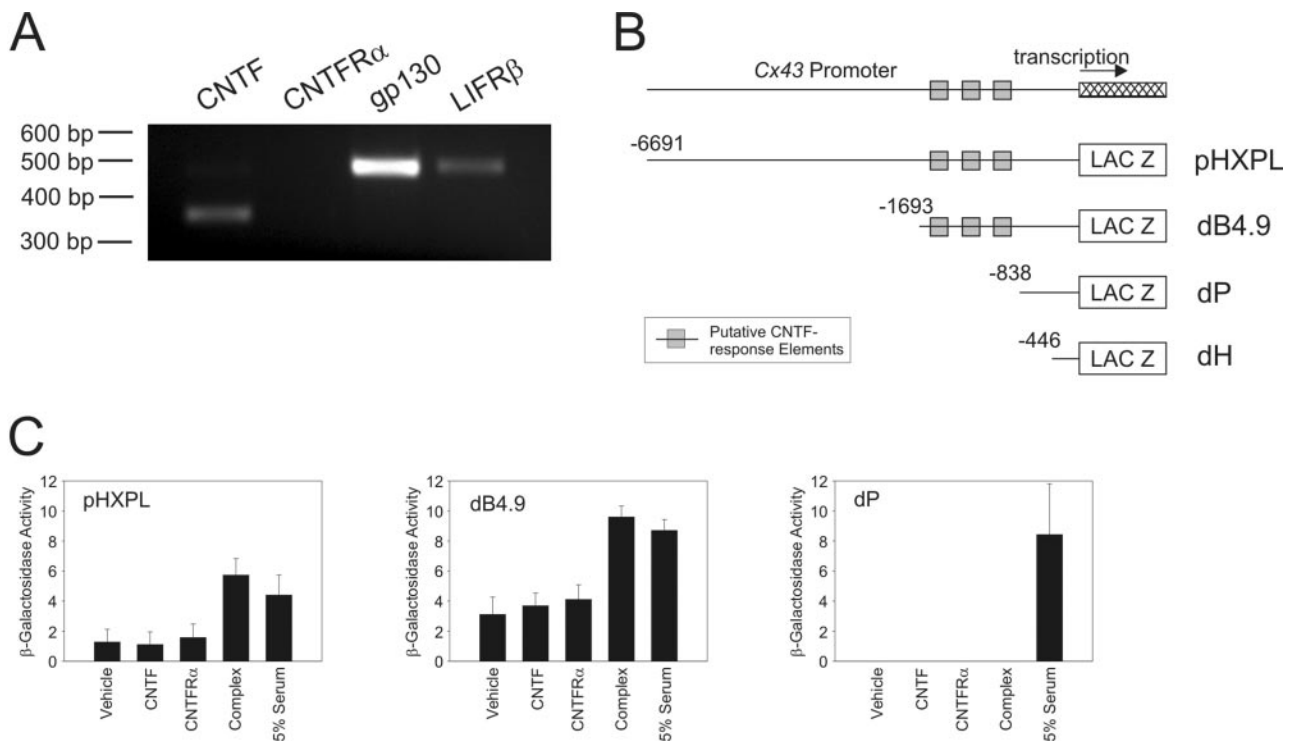 A
CNTF
CNTFRα
gp130
LIFRβ
600 bp
500 bp
400 bp
300 bp
B
transcription
Cx43 Promoter
-6691
LAC Z
pHXPL
-1693
LAC Z
dB4.9
-838
LAC Z
dP
-446
LAC Z
dH
Putative CNTF-
response Elements
C
β-Galactosidase Activity
12
10
8
6
4
2
0
pHXPL
Vehicle
CNTF
CNTFRα
Complex
5% Serum
β-Galactosidase Activity
12
10
8
6
4
2
0
dB4.9
Vehicle
CNTF
CNTFRα
Complex
5% Serum
β-Galactosidase Activity
12
10
8
6
4
2
0
dP
Vehicle
CNTF
CNTFRα
Complex
5% Serum